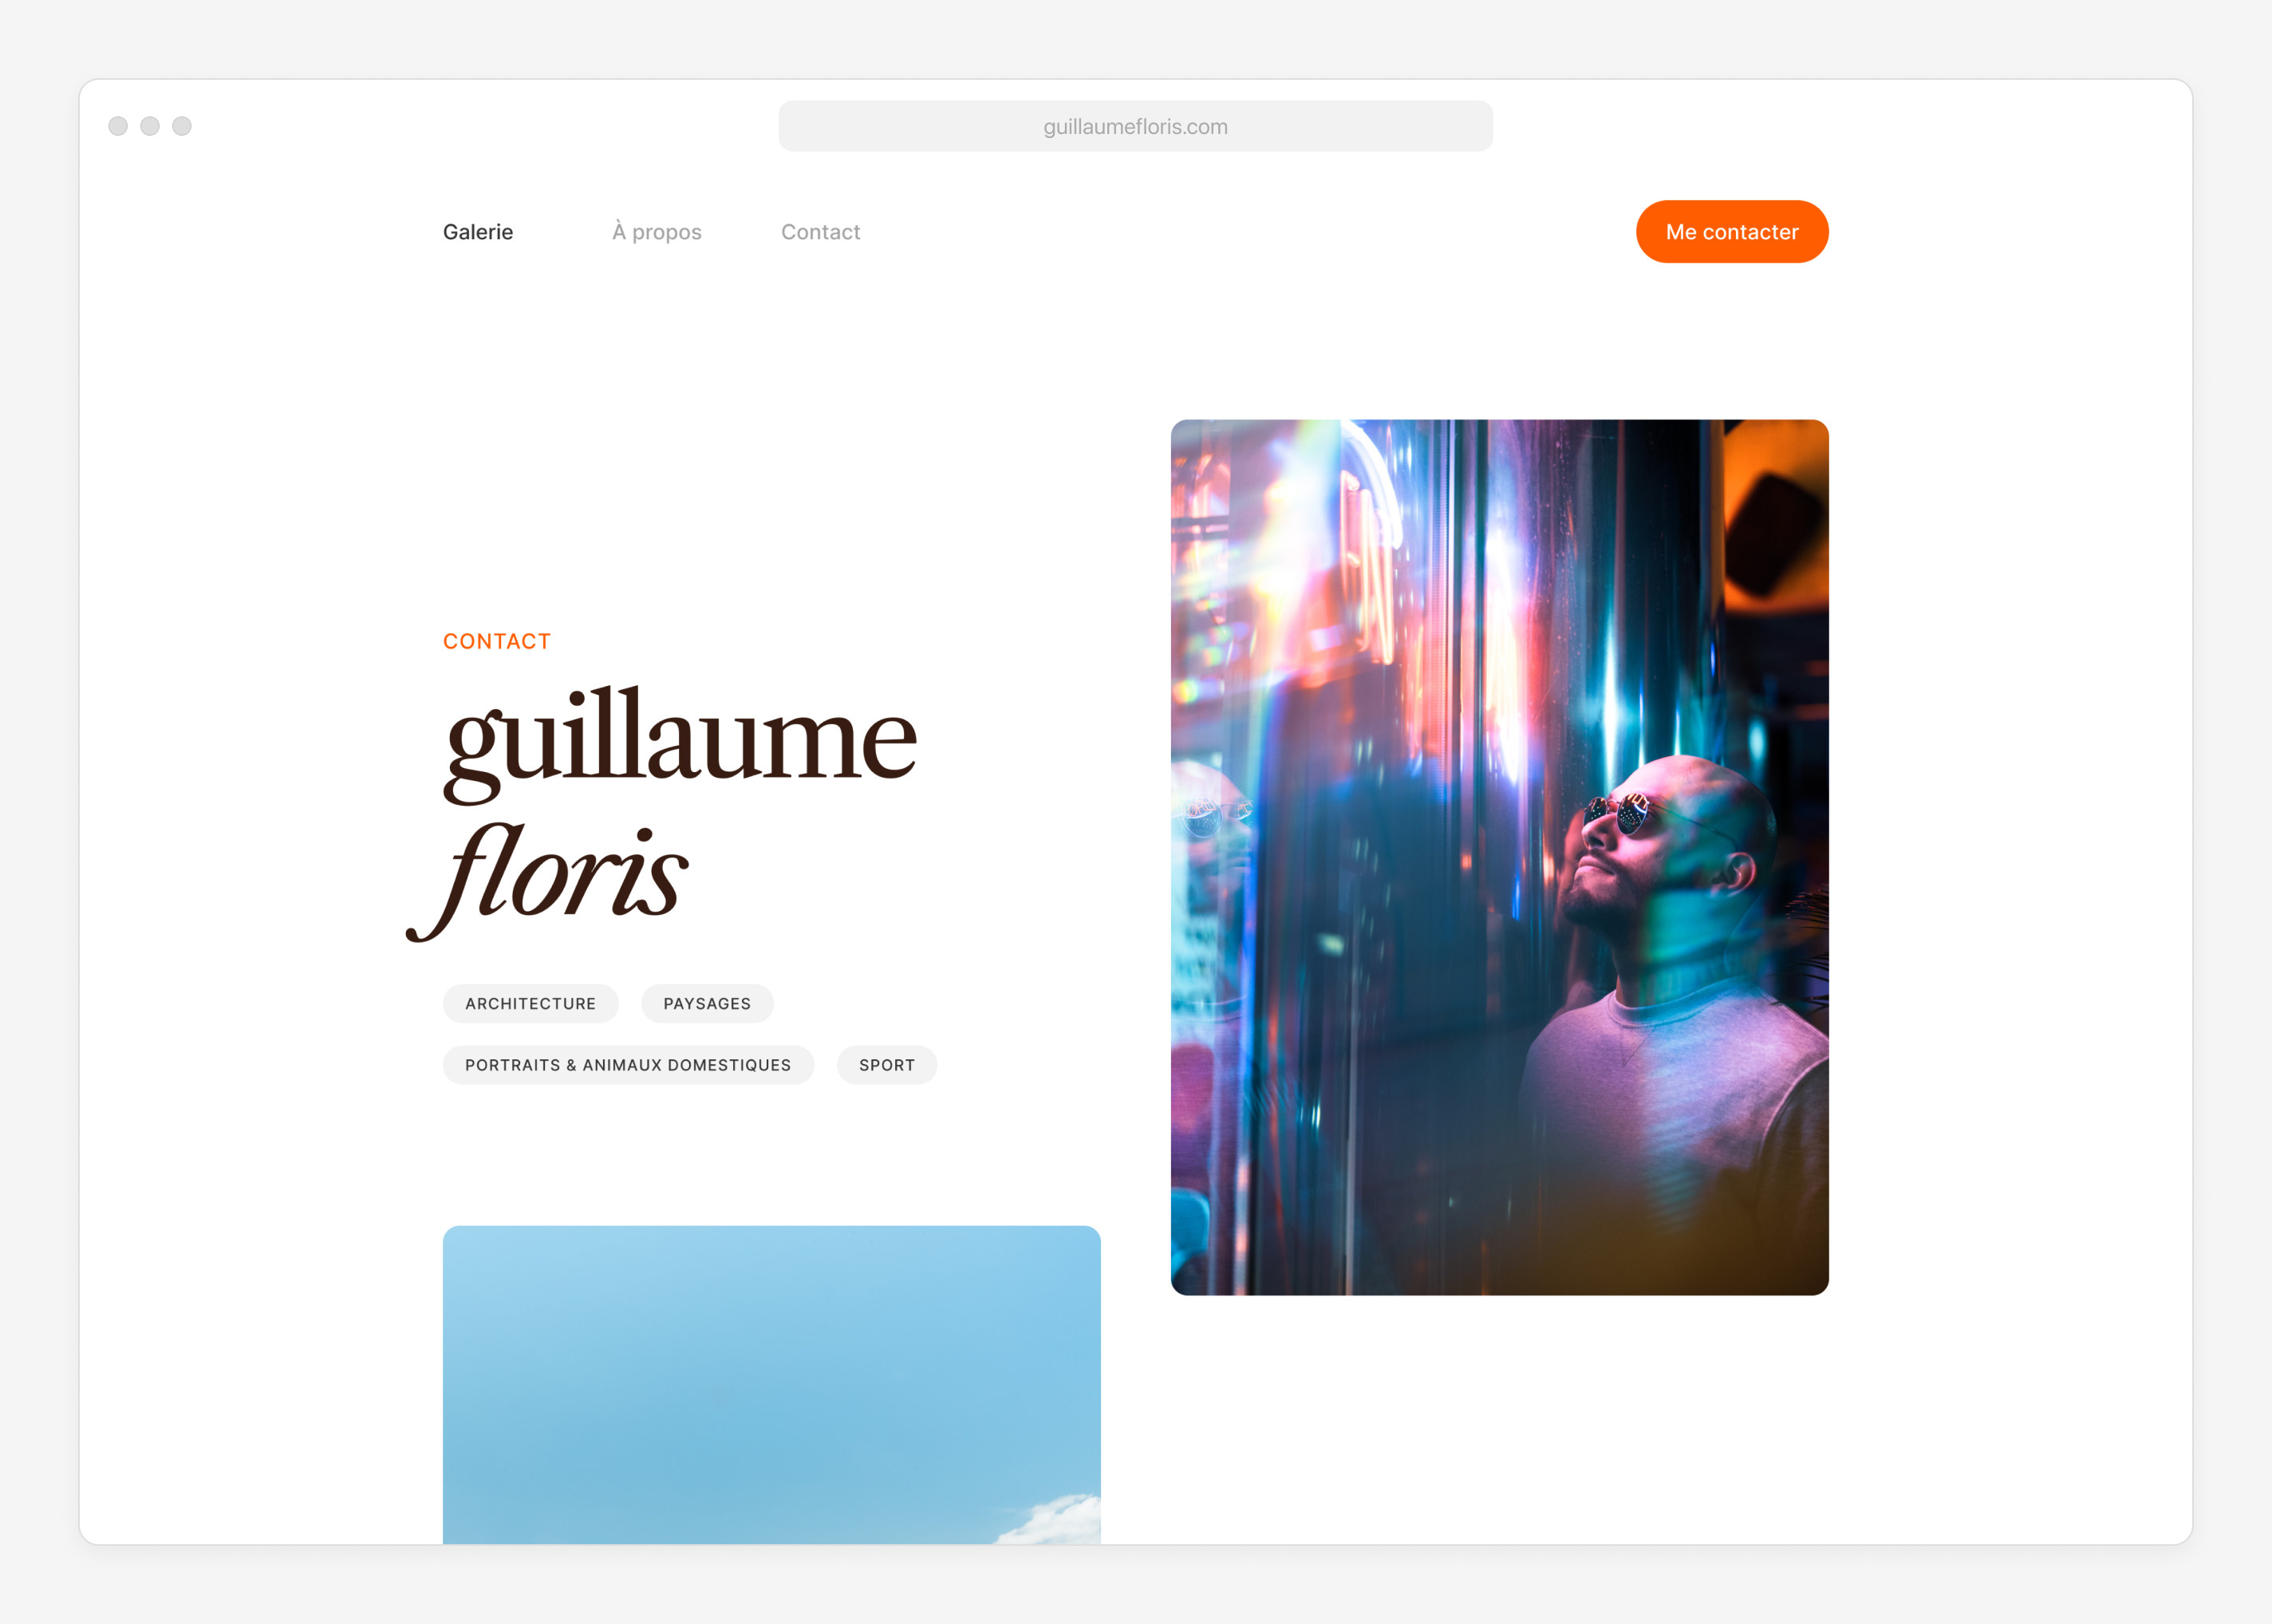 guillaumefloris.com
Galerie
À propos
Contact
Me contacter
CONTACT
guillaume
floris
ARCHITECTURE
PAYSAGES
PORTRAITS & ANIMAUX DOMESTIQUES
SPORT